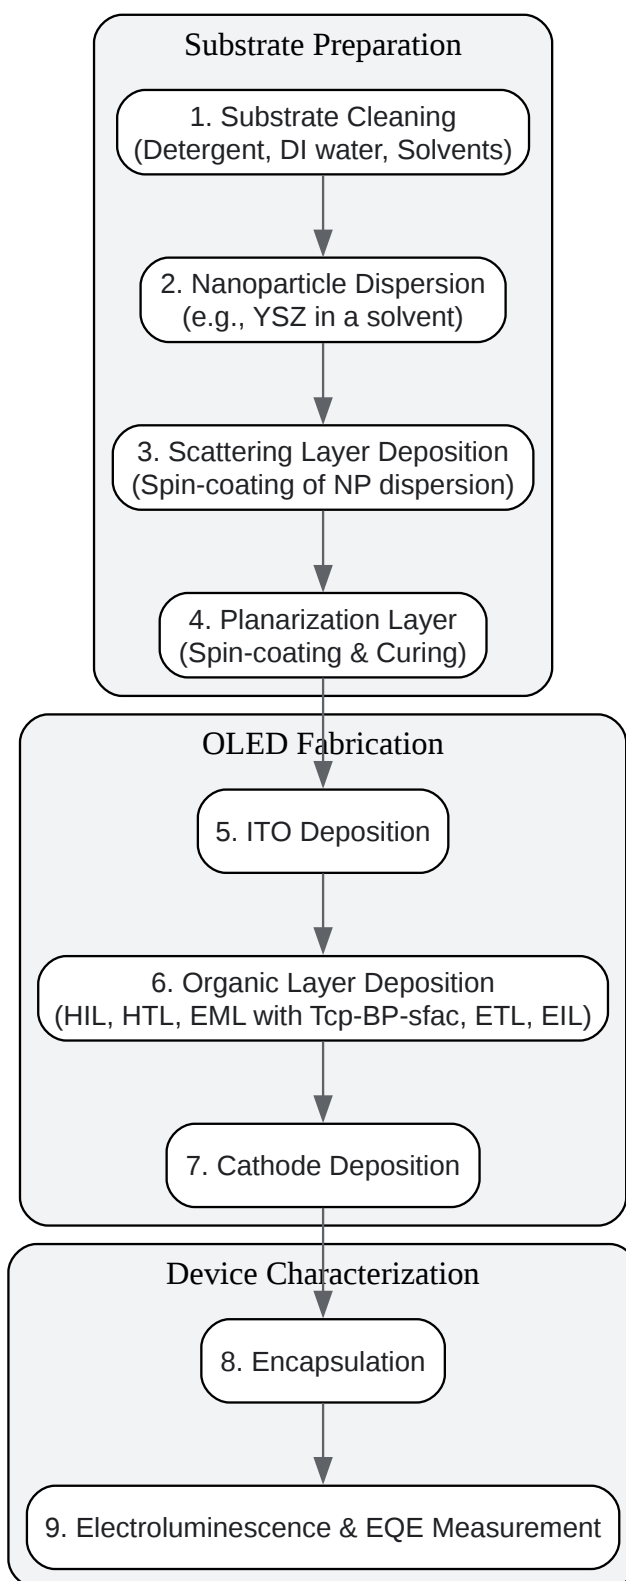 Substrate Preparation
1. Substrate Cleaning
(Detergent, DI water, Solvents)
2. Nanoparticle Dispersion
(e.g., YSZ in a solvent)
3. Scattering Layer Deposition
(Spin-coating of NP dispersion)
4. Planarization Layer
(Spin-coating & Curing)
OLED Fabrication
5. ITO Deposition
6. Organic Layer Deposition
(HIL, HTL, EML with Tcp-BP-sfac, ETL, EIL)
7. Cathode Deposition
Device Characterization
8. Encapsulation
9. Electroluminescence & EQE Measurement